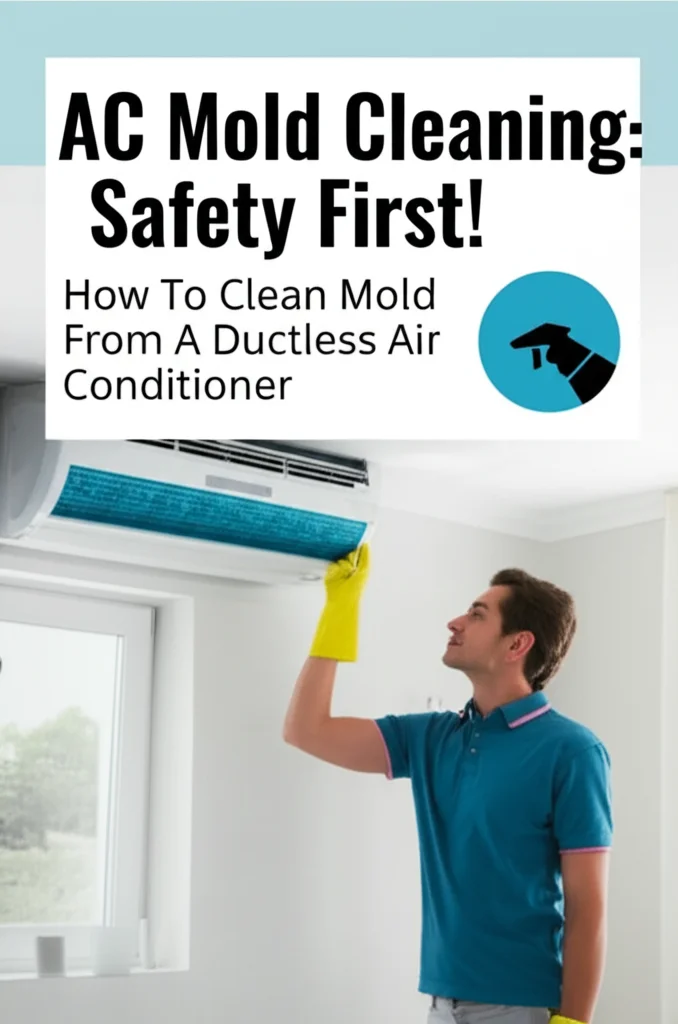 AC Mold Cleaning:
Safety First!
How To Clean Mold
From A Ductless Air
Conditioner